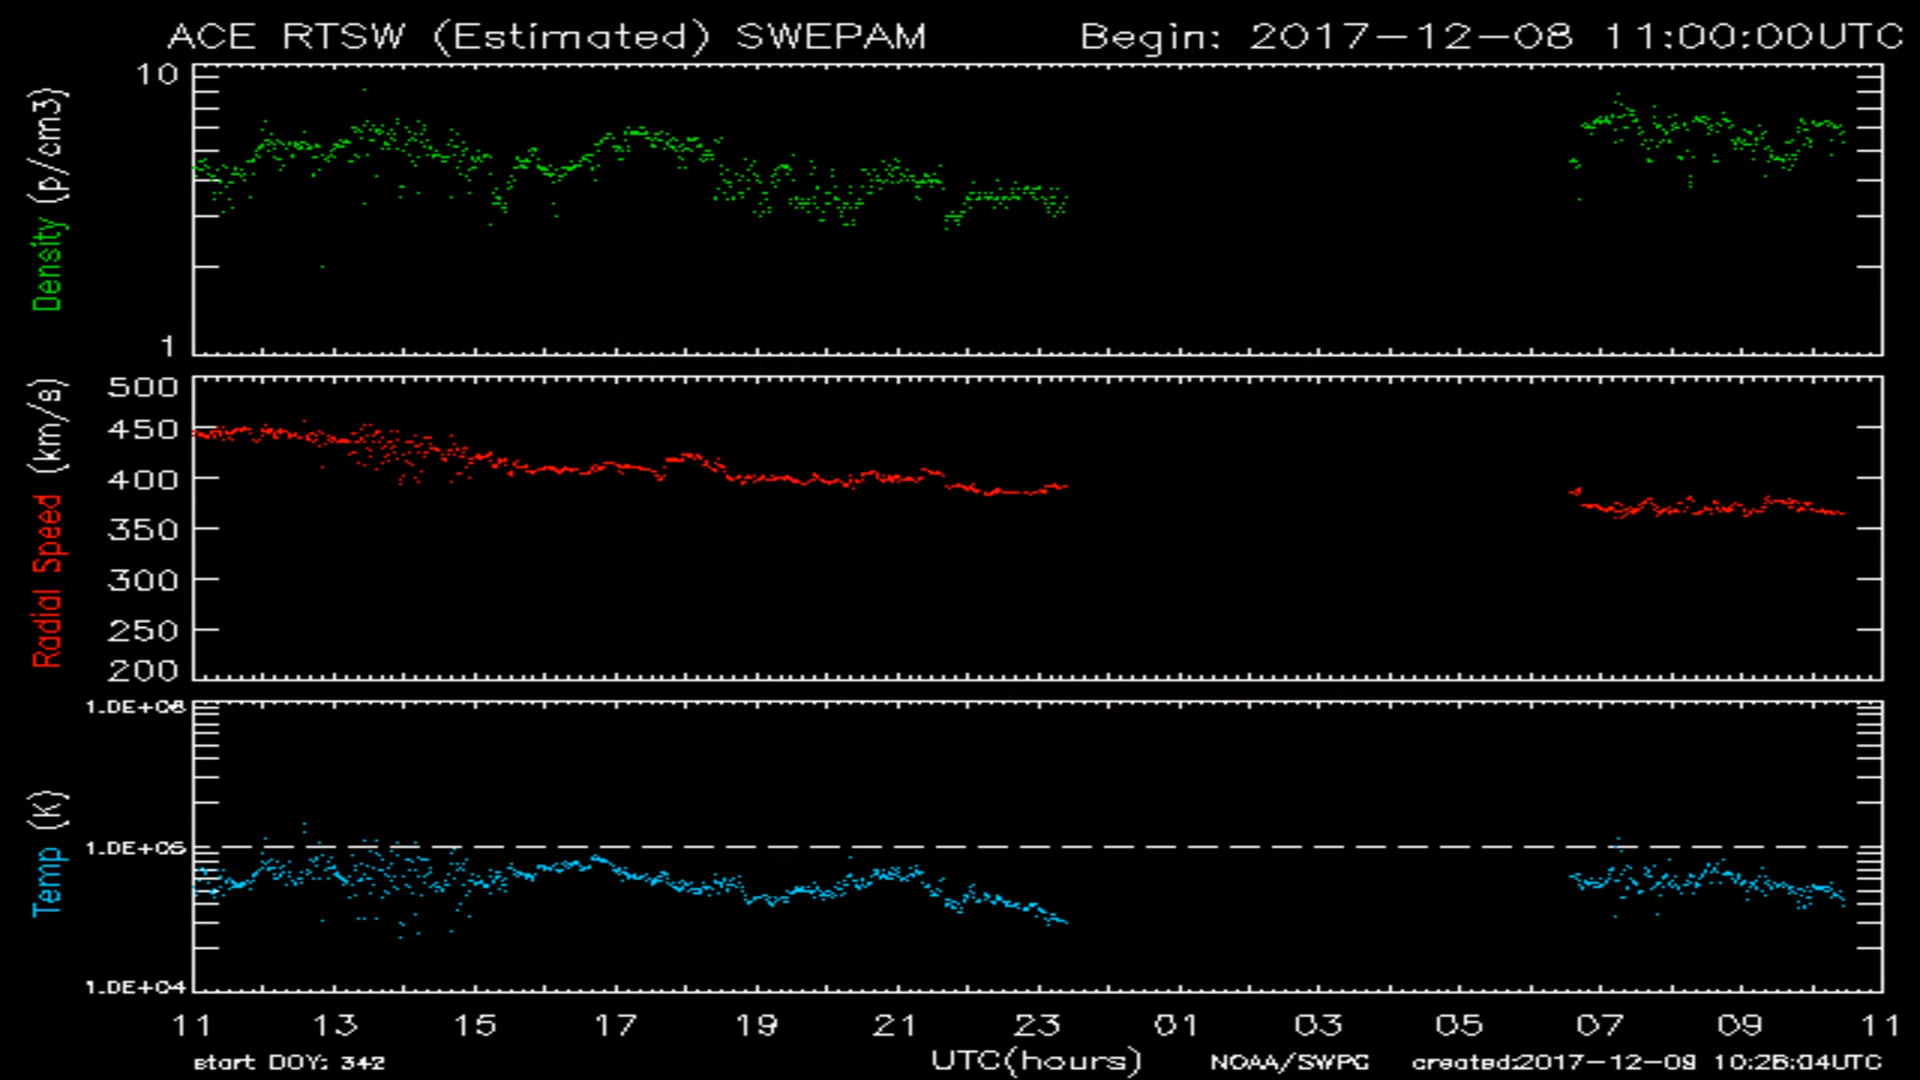 ACE RTSW (Estimated) SWEPAM Begin: 2017-12-08 11:00:00UTC
10
Density (p/cm3)
1
500
450
400
350
300
250
200
Radial Speed (km/s)
1.0E+06
1.0E+05
1.0E+04
Temp (K)
11 13 15 17 19 21 23 01 03 05 07 09 11
start DOY: 342 UTC(hours) NOAA/SWPC created:2017-12-09 10:26:04UTC